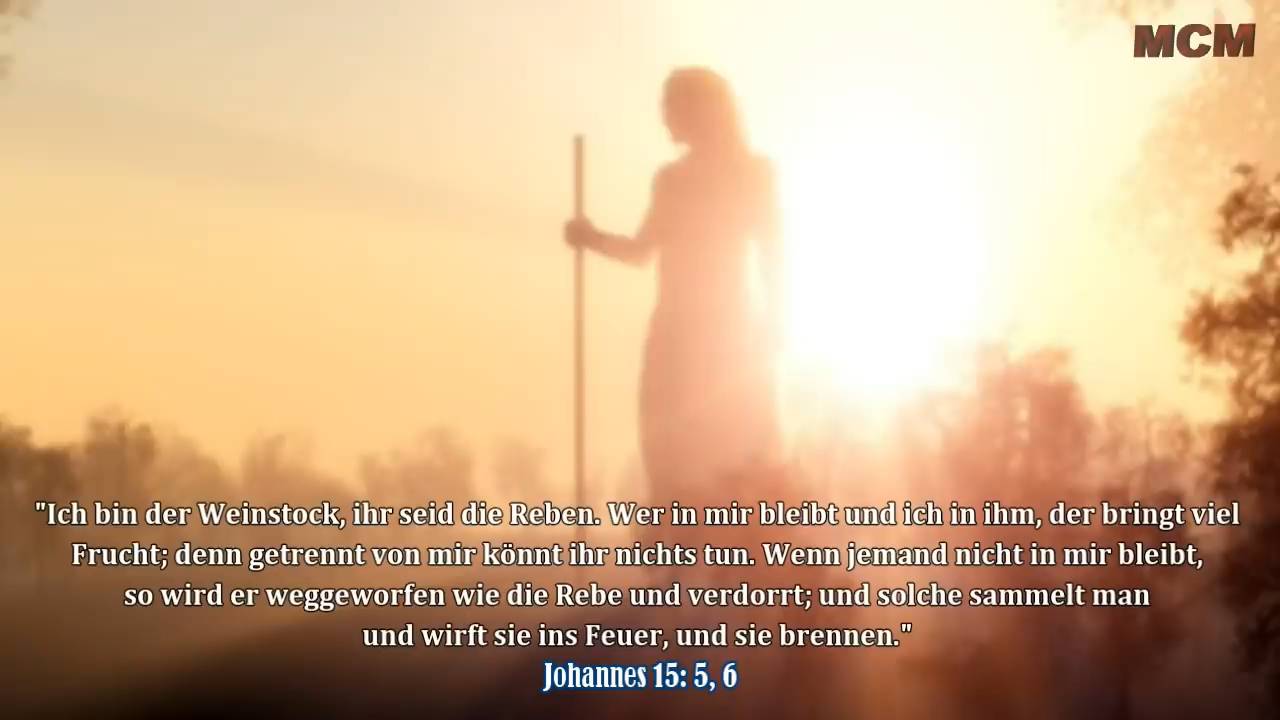 MCM
"Ich bin der Weinstock, ihr seid die Reben. Wer in mir bleibt und ich in ihm, der bringt viel
Frucht; denn getrennt von mir könnt ihr nichts tun. Wenn jemand nicht in mir bleibt,
so wird er weggeworfen wie die Rebe und verdorrt; und solche sammelt man
und wirft sie ins Feuer, und sie brennen."
Johannes 15: 5, 6